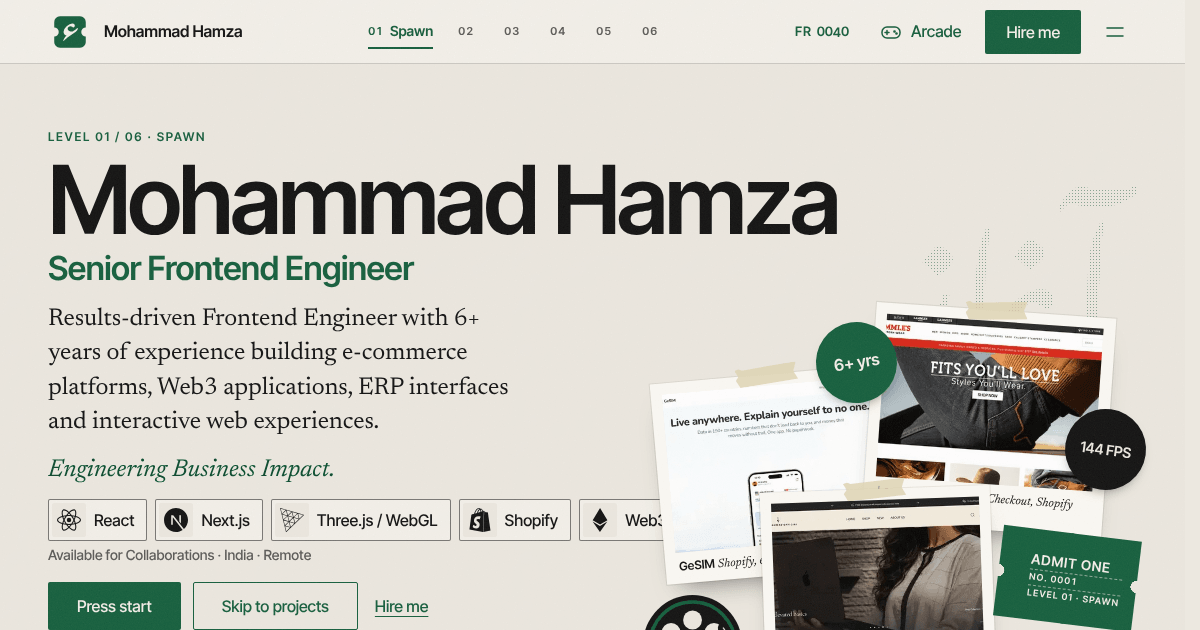 Mohammad Hamza
01 Spawn
02
03
04
05
06
FR 0040
Arcade
Hire me
LEVEL 01 / 06 · SPAWN
Mohammad Hamza
Senior Frontend Engineer
Results-driven Frontend Engineer with 6+
years of experience building e-commerce
platforms, Web3 applications, ERP interfaces
and interactive web experiences.
Engineering Business Impact.
React
Next.js
Three.js / WebGL
Shopify
Web3
Available for Collaborations · India · Remote
Press start
Skip to projects
Hire me
6+ yrs
144 FPS
FITS YOU'LL LOVE
Styles You'll Wear.
SHOP NOW
Checkout, Shopify
GeSIM
Live anywhere. Explain yourself to no one.
GeSIM Shopify,
ADMIT ONE
NO. 0001
LEVEL 01 · SPAWN